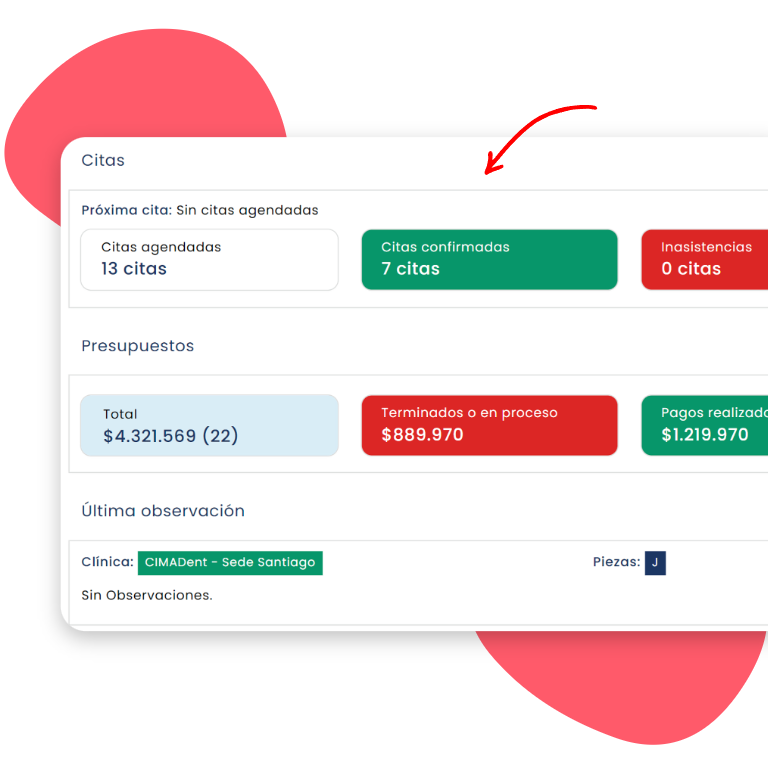 Citas
Próxima cita: Sin citas agendadas
Citas agendadas
13 citas
Citas confirmadas
7 citas
Inasistencias
0 citas
Presupuestos
Total
$4.321.569 (22)
Terminados o en proceso
$889.970
Pagos realizado
$1.219.970
Última observación
Clínica: CIMADent - Sede Santiago
Piezas: J
Sin Observaciones.